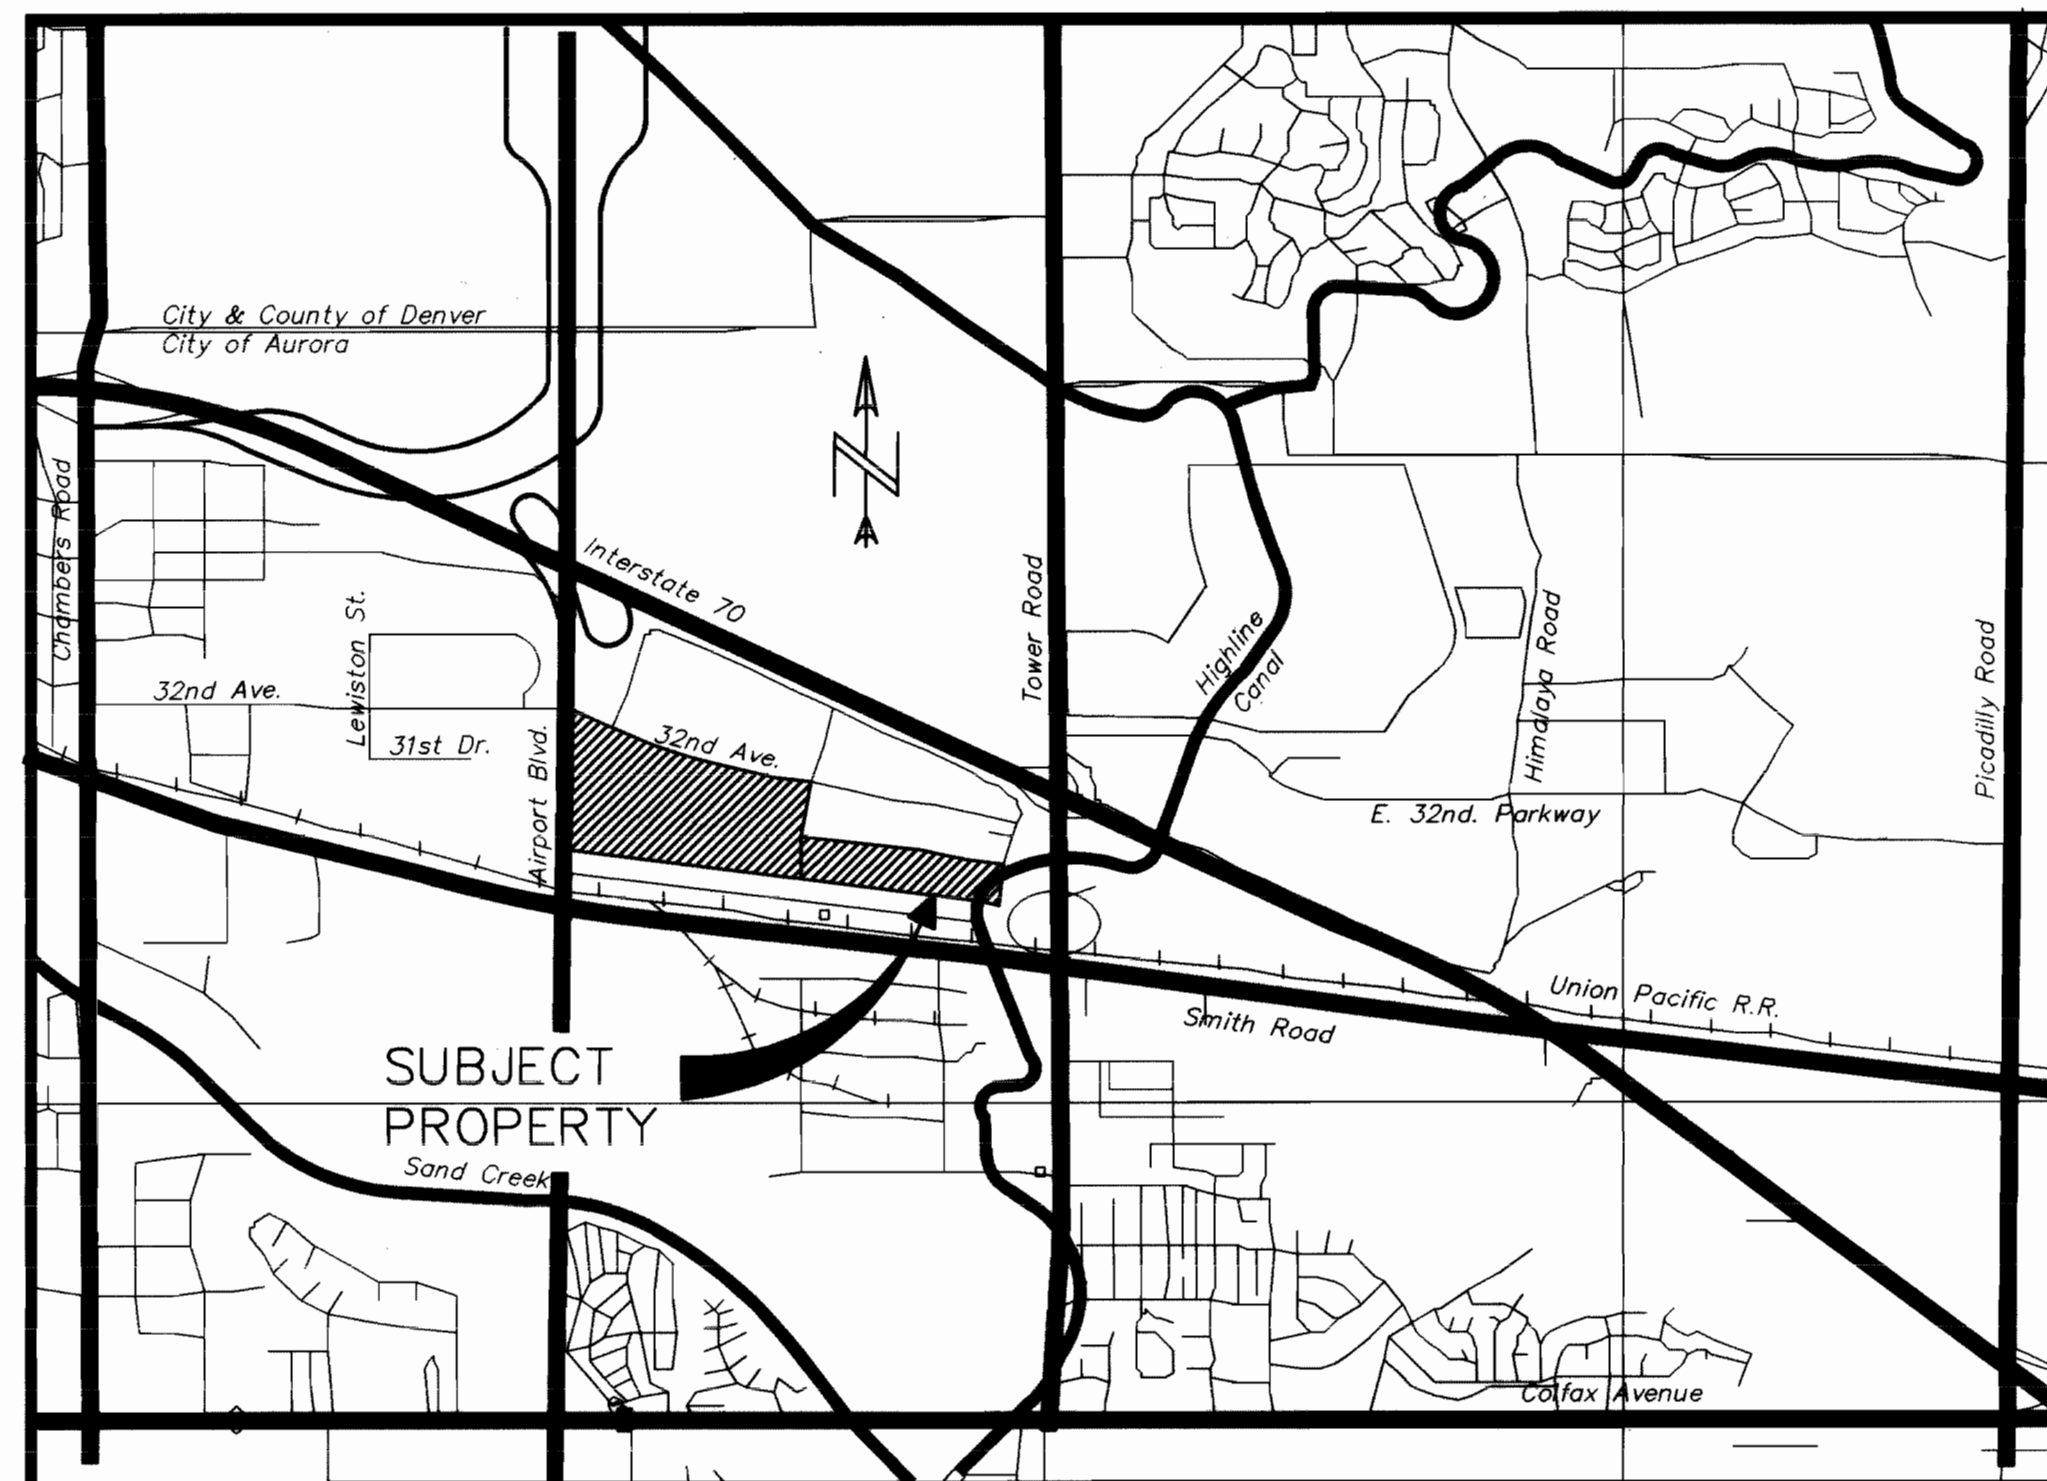 City & County of Denver
City of Aurora
Chambers Road
Interstate 70
Tower Road
Highline
Canal
Himalaya Road
Picadilly Road
Lewiston St.
32nd Ave.
31st Dr.
Airport Blvd.
32nd Ave.
E. 32nd. Parkway
Union Pacific R.R.
Smith Road
SUBJECT
PROPERTY
Sand Creek
Colfax Avenue
N